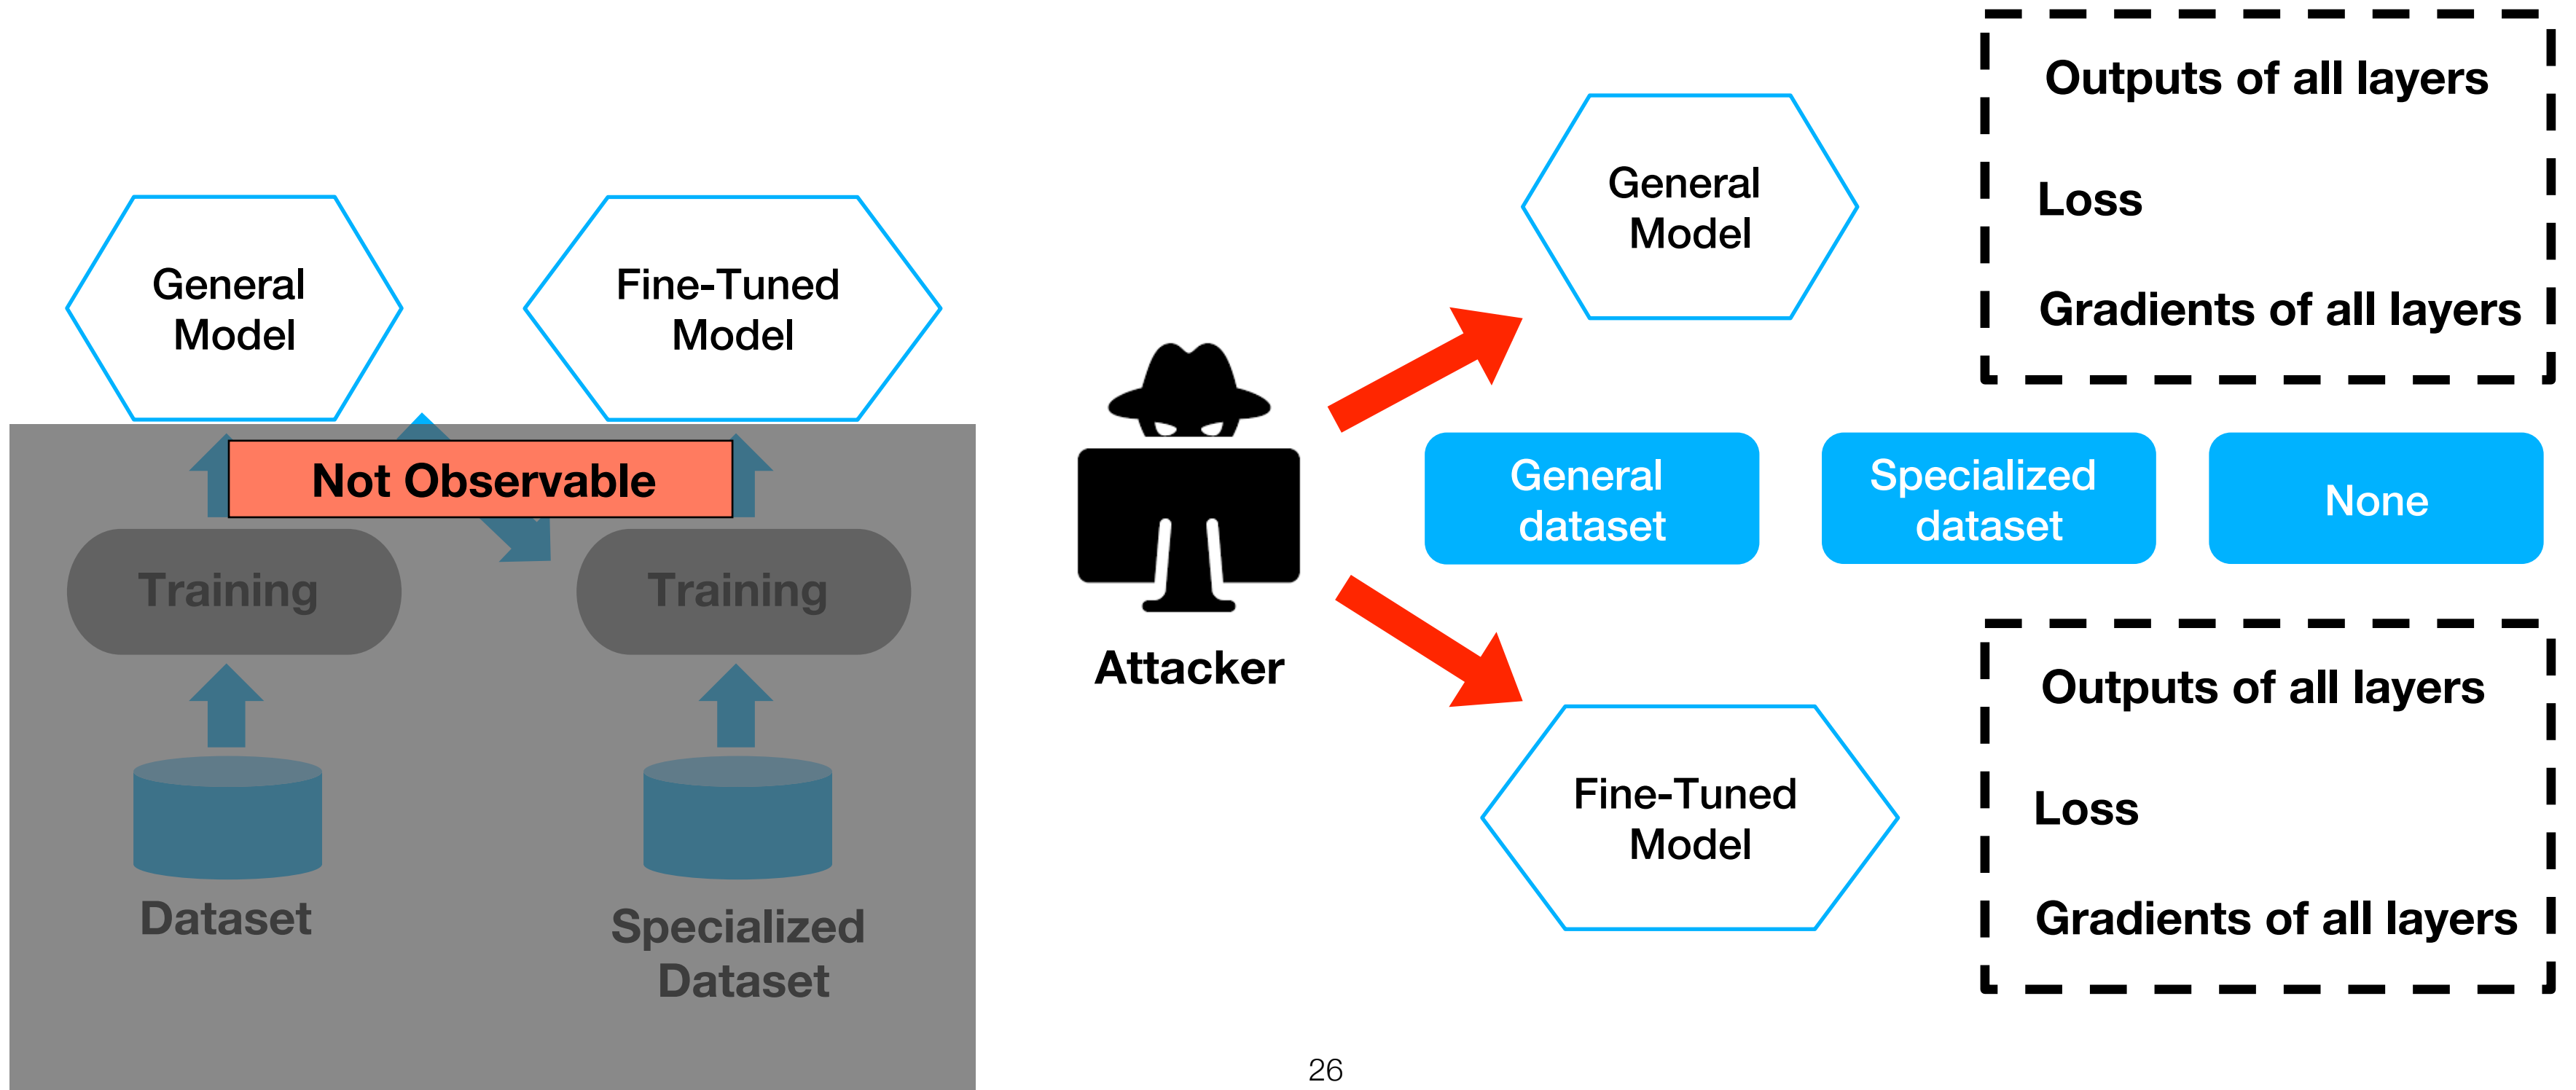 General
Model
Fine-Tuned
Model
Not Observable
Training
Training
Dataset
Specialized
Dataset
Attacker
General
Model
Outputs of all layers
Loss
Gradients of all layers
General
dataset
Specialized
dataset
None
Fine-Tuned
Model
Outputs of all layers
Loss
Gradients of all layers
26